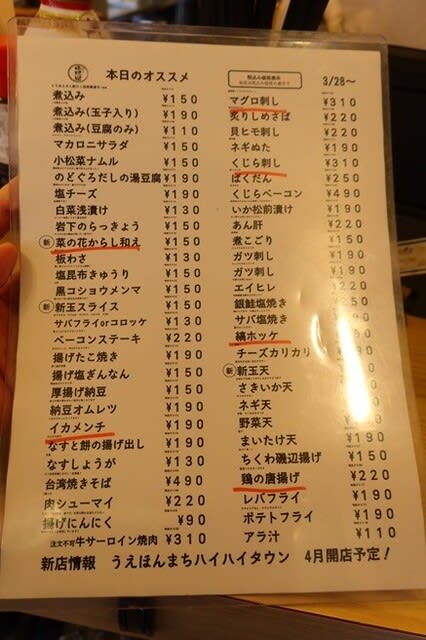 本日のオススメ
3/28〜
煮込み ¥150
煮込み(玉子入り) ¥190
煮込み(豆腐のみ) ¥110
マカロニサラダ ¥150
小松菜ナムル ¥150
のどぐろだしの湯豆腐 ¥190
塩チーズ ¥190
白菜浅漬け ¥130
岩下のらっきょう ¥150
新 菜の花からし和え ¥150
板わさ ¥130
塩昆布きゅうり ¥150
黒コショウメンマ ¥150
新 新玉スライス ¥150
サバフライorコロッケ ¥130
ベーコンステーキ ¥220
揚げたこ焼き ¥190
揚げ塩ぎんなん ¥150
厚揚げ納豆 ¥150
納豆オムレツ ¥190
イカメンチ ¥190
なすと餅の揚げ出し ¥190
なすしょうが ¥130
台湾焼きそば ¥490
肉シューマイ ¥220
揚げにんにく ¥90
注文不可 牛サーロイン焼肉 ¥310
マグロ刺し ¥310
炙りしめさば ¥220
貝ヒモ刺し ¥220
ネギぬた ¥190
くじら刺し ¥310
ばくだん ¥250
くじらベーコン ¥490
いか松前漬け ¥190
あん肝 ¥220
煮こごり ¥150
ガツ刺し ¥190
ガツ刺し ¥190
エイヒレ ¥220
銀鮭塩焼き ¥250
サバ塩焼き
縞ホッケ
チーズカリカリ
新 新玉天
さきいか天
ネギ天
野菜天
まいたけ天 ¥190
ちくわ磯辺揚げ ¥150
鶏の唐揚げ ¥220
レバフライ ¥190
ポテトフライ ¥190
アラ汁 ¥110
新店情報 うえほんまちハイハイタウン 4月開店予定!